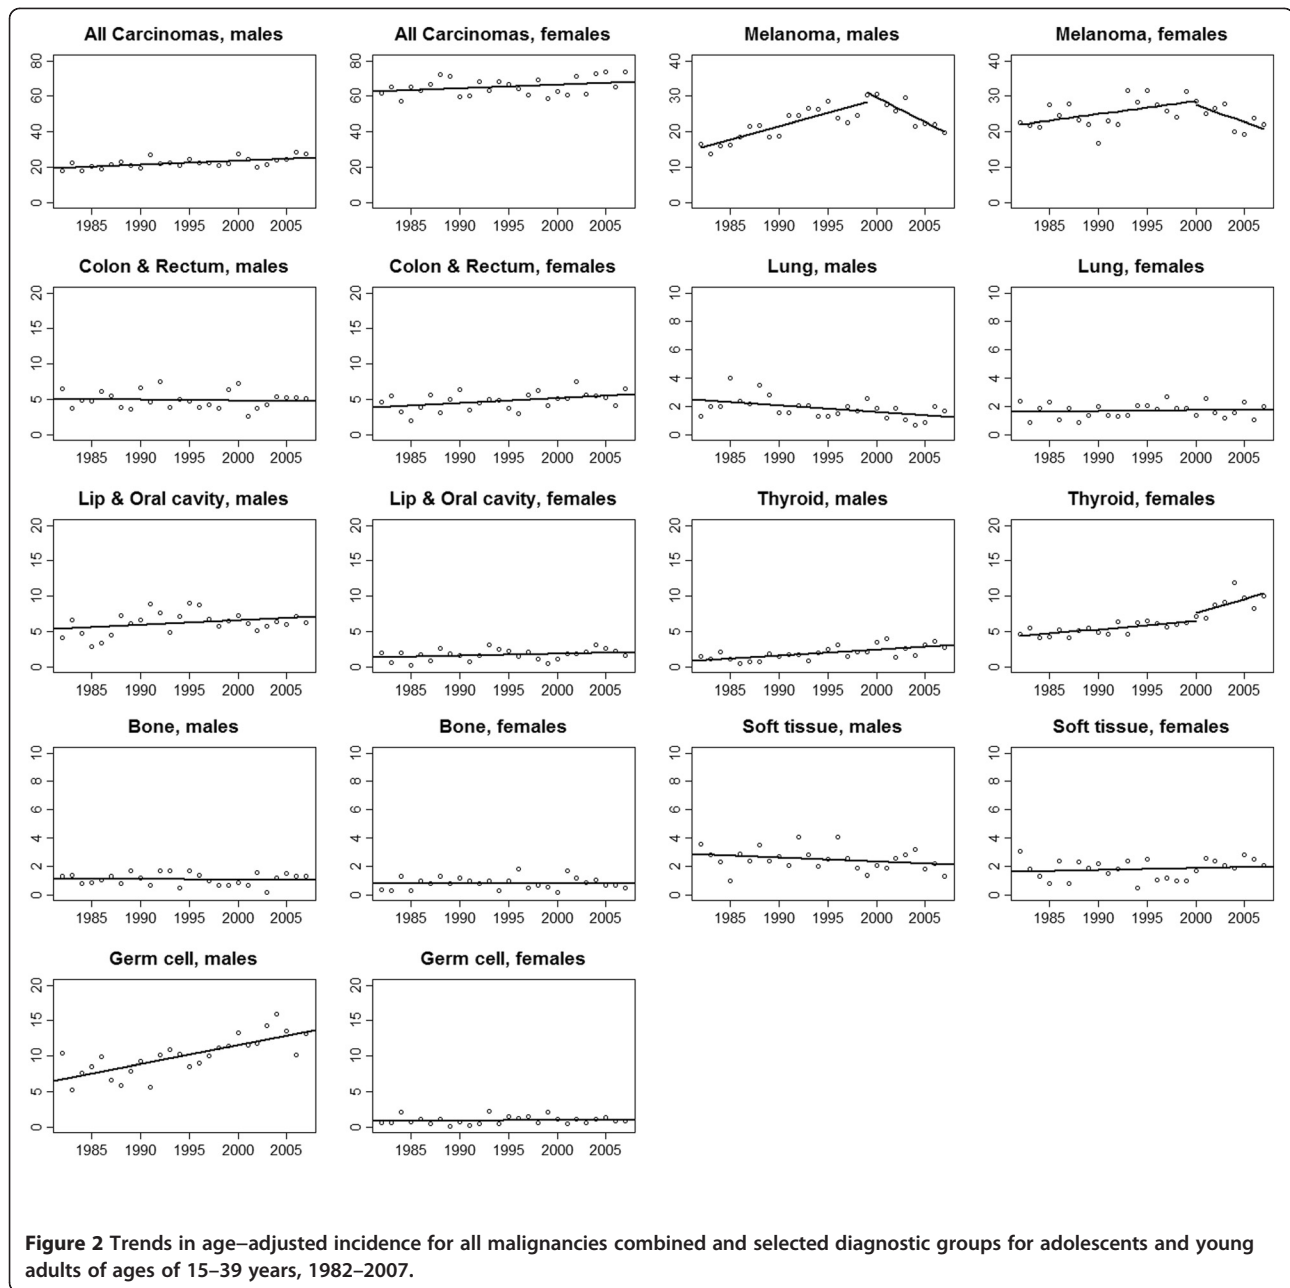 All Carcinomas, males
All Carcinomas, females
Melanoma, males
Melanoma, females
0 20 40 60 80
0 20 40 60 80
0 10 20 30 40
0 10 20 30 40
1985 1990 1995 2000 2005
1985 1990 1995 2000 2005
1985 1990 1995 2000 2005
1985 1990 1995 2000 2005
Colon & Rectum, males
Colon & Rectum, females
Lung, males
Lung, females
0 5 10 15 20
0 5 10 15 20
0 2 4 6 8 10
0 2 4 6 8 10
1985 1990 1995 2000 2005
1985 1990 1995 2000 2005
1985 1990 1995 2000 2005
1985 1990 1995 2000 2005
Lip & Oral cavity, males
Lip & Oral cavity, females
Thyroid, males
Thyroid, females
0 5 10 15 20
0 5 10 15 20
0 5 10 15 20
0 5 10 15 20
1985 1990 1995 2000 2005
1985 1990 1995 2000 2005
1985 1990 1995 2000 2005
1985 1990 1995 2000 2005
Bone, males
Bone, females
Soft tissue, males
Soft tissue, females
0 2 4 6 8 10
0 2 4 6 8 10
0 2 4 6 8 10
0 2 4 6 8 10
1985 1990 1995 2000 2005
1985 1990 1995 2000 2005
1985 1990 1995 2000 2005
1985 1990 1995 2000 2005
Germ cell, males
Germ cell, females
0 5 10 15 20
0 5 10 15 20
1985 1990 1995 2000 2005
1985 1990 1995 2000 2005
Figure 2 Trends in age–adjusted incidence for all malignancies combined and selected diagnostic groups for adolescents and young
adults of ages of 15–39 years, 1982–2007.